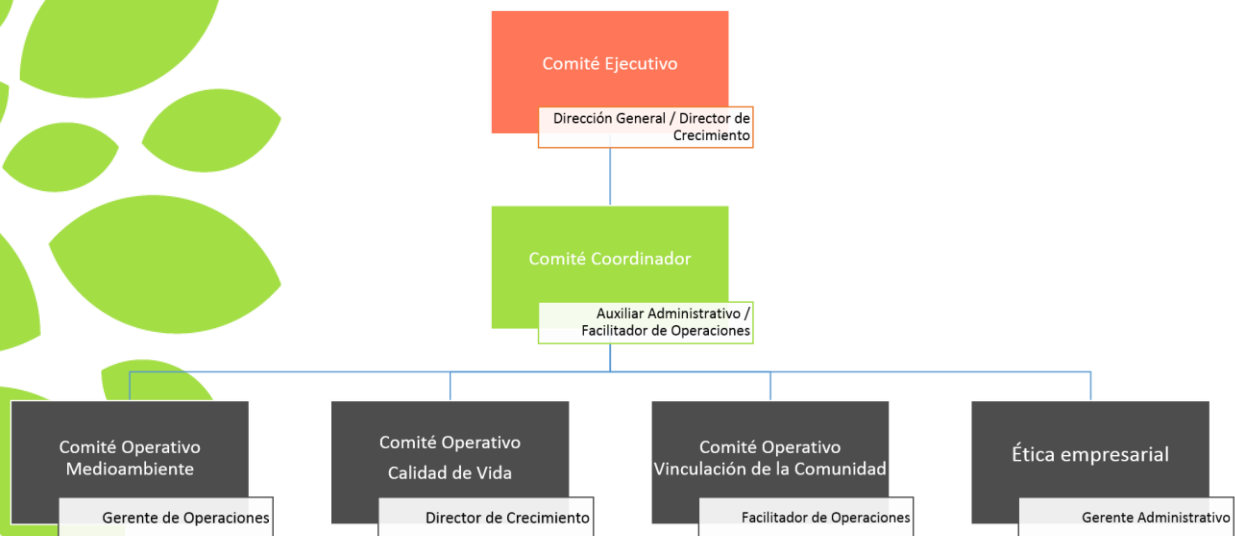 Comité Ejecutivo
Dirección General / Director de
Crecimiento
Comité Coordinador
Auxiliar Administrativo /
Facilitador de Operaciones
Comité Operativo
Medioambiente
Gerente de Operaciones
Comité Operativo
Calidad de Vida
Director de Crecimiento
Comité Operativo
Vinculación de la Comunidad
Facilitador de Operaciones
Ética empresarial
Gerente Administrativo